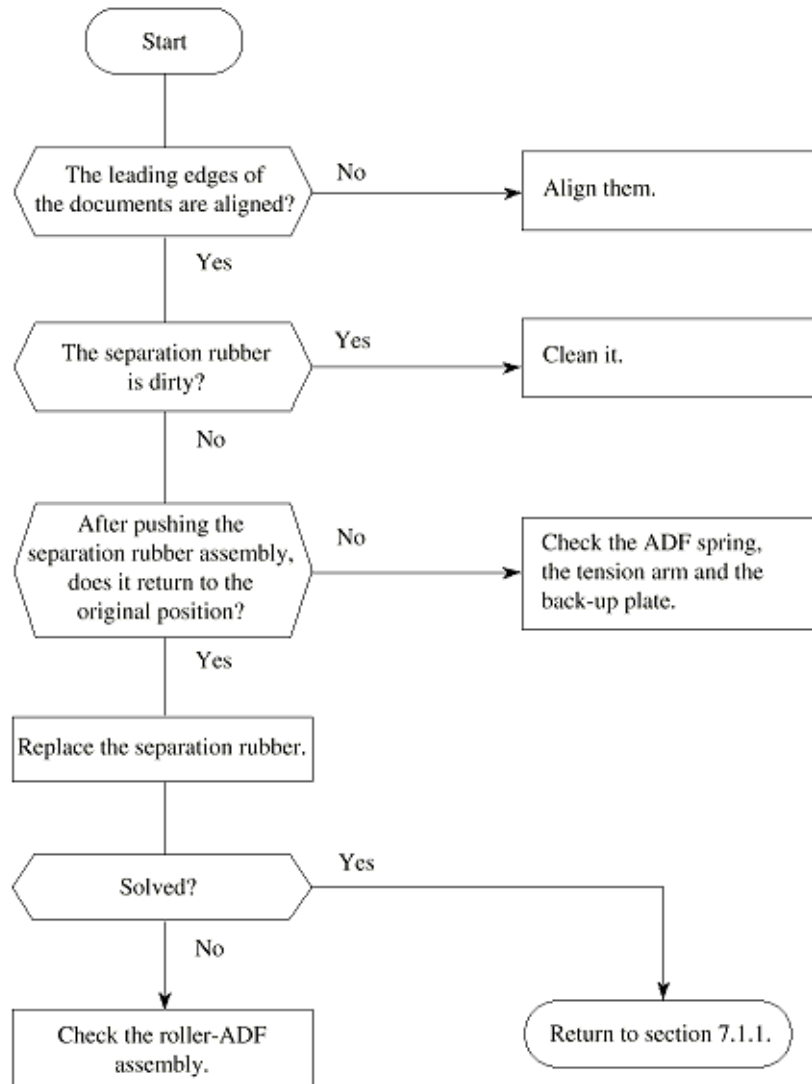 Start
The leading edges of
the documents are aligned?
No
Align them.
Yes
The separation rubber
is dirty?
Yes
Clean it.
No
After pushing the
separation rubber assembly,
does it return to the
original position?
No
Check the ADF spring,
the tension arm and the
back-up plate.
Yes
Replace the separation rubber.
Solved?
Yes
No
Check the roller-ADF
assembly.
Return to section 7.1.1.